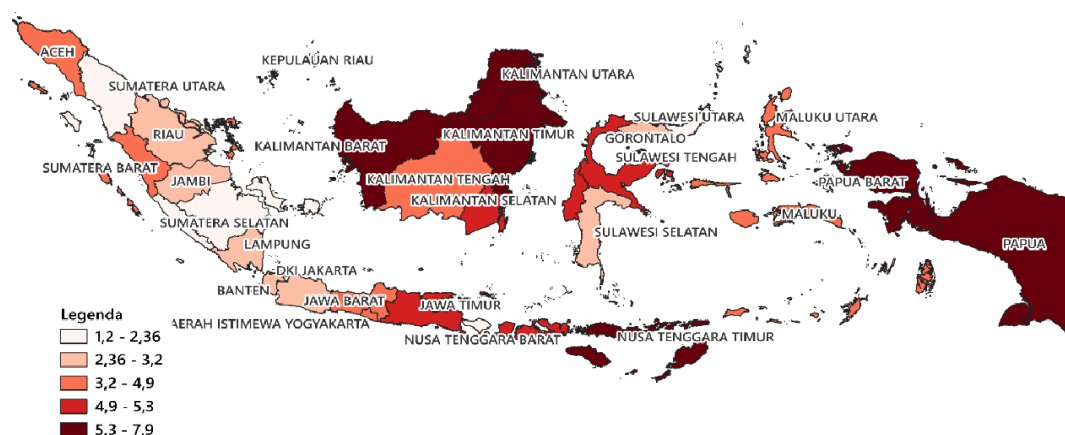 ACEH
KEPULAUAN RIAU
KALIMANTAN UTARA
SUMATERA UTARA
SULAWESI UTARA
MALUKU UTARA
RIAU
KALIMANTAN TIMUR
GORONTALO
KALIMANTAN BARAT
SULAWESI TENGAH
SUMATERA BARAT
JAMBI
KALIMANTAN TENGAH
PAPUA BARAT
KALIMANTAN SELATAN
MALUKU
SUMATERA SELATAN
SULAWESI SELATAN
LAMPUNG
PAPUA
DKI JAKARTA
BANTEN
JAWA BARAT
JAWA TIMUR
AERAH ISTIMEWA YOGYAKARTA
NUSA TENGGARA BARAT
NUSA TENGGARA TIMUR
Legenda
1,2 - 2,36
2,36 - 3,2
3,2 - 4,9
4,9 - 5,3
5,3 - 7,9